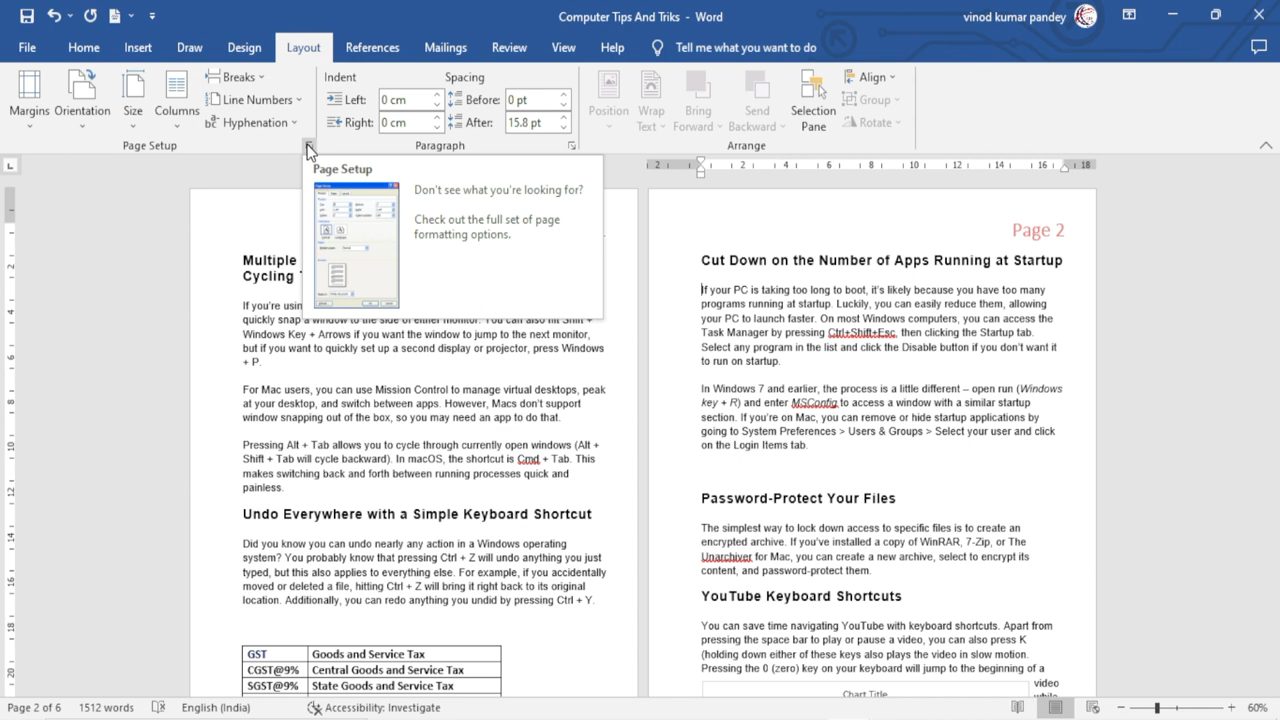 Computer Tips And Triks - Word
vinod kumar pandey
File
Home
Insert
Draw
Design
Layout
References
Mailings
Review
View
Help
Tell me what you want to do
Margins
Orientation
Size
Columns
Breaks
Line Numbers
Hyphenation
Page Setup
Indent
Left: 0 cm
Right: 0 cm
Spacing
Before: 0 pt
After: 15.8 pt
Paragraph
Position
Wrap
Text
Bring
Forward
Send
Backward
Selection
Pane
Align
Group
Rotate
Arrange
L
2 2 4 6 8 10 12 14 16 18
2
4
6
8
10
12
14
16
18
20
Page Setup
Don't see what you're looking for?
Check out the full set of page
formatting options.
Multiple
Cycling T
If you're usin
quickly snap a window to the side of either monitor. You can also hit Shift +
Windows Key + Arrows if you want the window to jump to the next monitor,
but if you want to quickly set up a second display or projector, press Windows
+ P.
For Mac users, you can use Mission Control to manage virtual desktops, peak
at your desktop, and switch between apps. However, Macs don't support
window snapping out of the box, so you may need an app to do that.
Pressing Alt + Tab allows you to cycle through currently open windows (Alt +
Shift + Tab will cycle backward). In macOS, the shortcut is Cmd + Tab. This
makes switching back and forth between running processes quick and
painless.
Undo Everywhere with a Simple Keyboard Shortcut
Did you know you can undo nearly any action in a Windows operating
system? You probably know that pressing Ctrl + Z will undo anything you just
typed, but this also applies to everything else. For example, if you accidentally
moved or deleted a file, hitting Ctrl + Z will bring it right back to its original
location. Additionally, you can redo anything you undid by pressing Ctrl + Y.
GST Goods and Service Tax
CGST@9% Central Goods and Service Tax
SGST@9% State Goods and Service Tax
Page 2
Cut Down on the Number of Apps Running at Startup
If your PC is taking too long to boot, it's likely because you have too many
programs running at startup. Luckily, you can easily reduce them, allowing
your PC to launch faster. On most Windows computers, you can access the
Task Manager by pressing Ctrl+Shift+Esc, then clicking the Startup tab.
Select any program in the list and click the Disable button if you don't want it
to run on startup.
In Windows 7 and earlier, the process is a little different – open run (Windows
key + R) and enter MSConfig to access a window with a similar startup
section. If you're on Mac, you can remove or hide startup applications by
going to System Preferences > Users & Groups > Select your user and click
on the Login Items tab.
Password-Protect Your Files
The simplest way to lock down access to specific files is to create an
encrypted archive. If you've installed a copy of WinRAR, 7-Zip, or The
Unarchiver for Mac, you can create a new archive, select to encrypt its
content, and password-protect them.
YouTube Keyboard Shortcuts
You can save time navigating YouTube with keyboard shortcuts. Apart from
pressing the space bar to play or pause a video, you can also press K
(holding down either of these keys also plays the video in slow motion.
Pressing the 0 (zero) key on your keyboard will jump to the beginning of a
video
while
Chart Title
Page 2 of 6
1512 words
English (India)
Accessibility: Investigate
60%